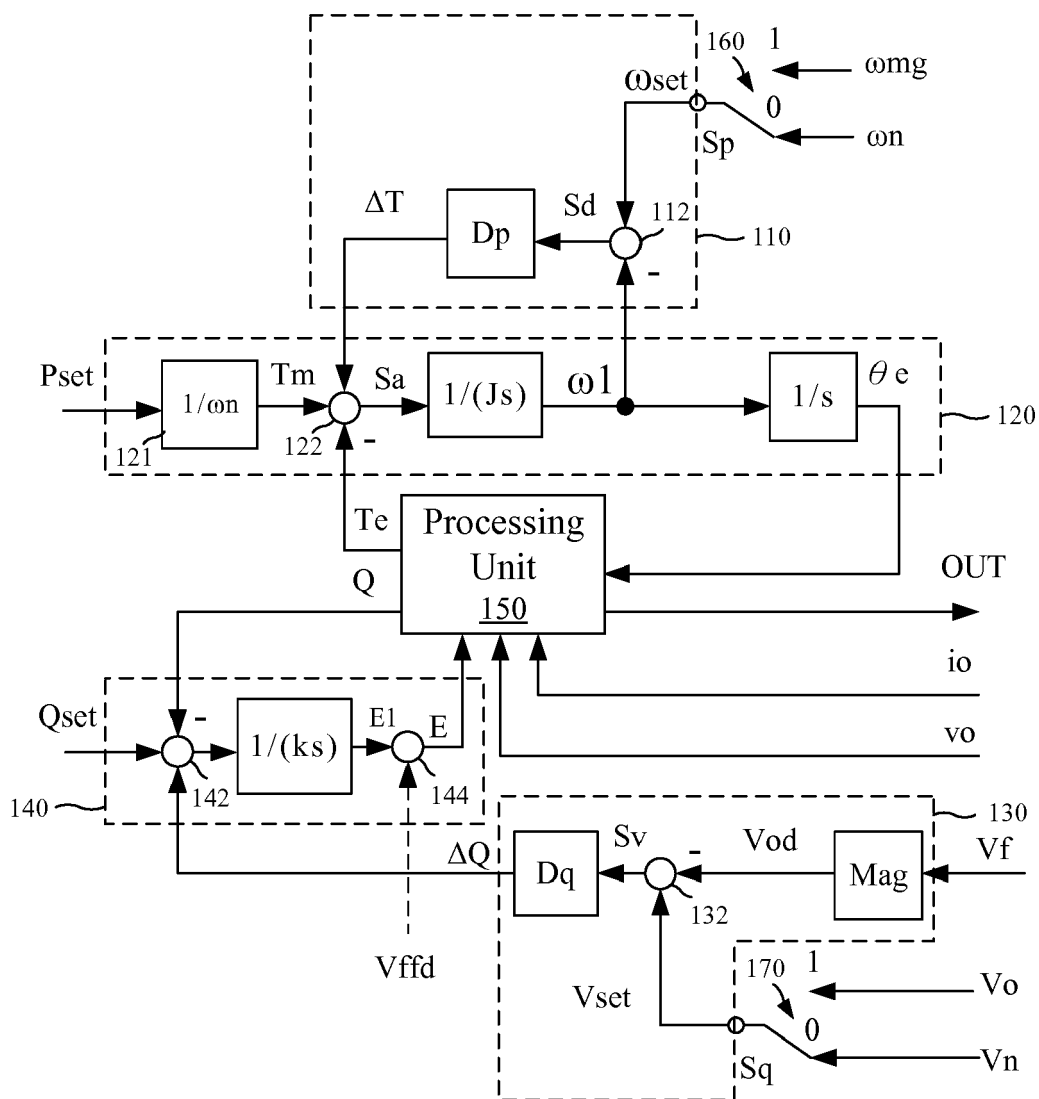 160
1
ωmg
ωset
0
Sp
ωn
ΔT
Sd
112
Dp
110
-
Pset
Tm
Sa
1/ωn
1/(Js)
ω1
1/s
θe
121
122
-
120
Te
Processing
Unit
150
Q
OUT
io
vo
Qset
-
E1
E
1/(ks)
142
144
140
130
ΔQ
Sv
-
Vod
Vf
Dq
Mag
132
Vffd
Vset
170
1
Vo
0
Sq
Vn